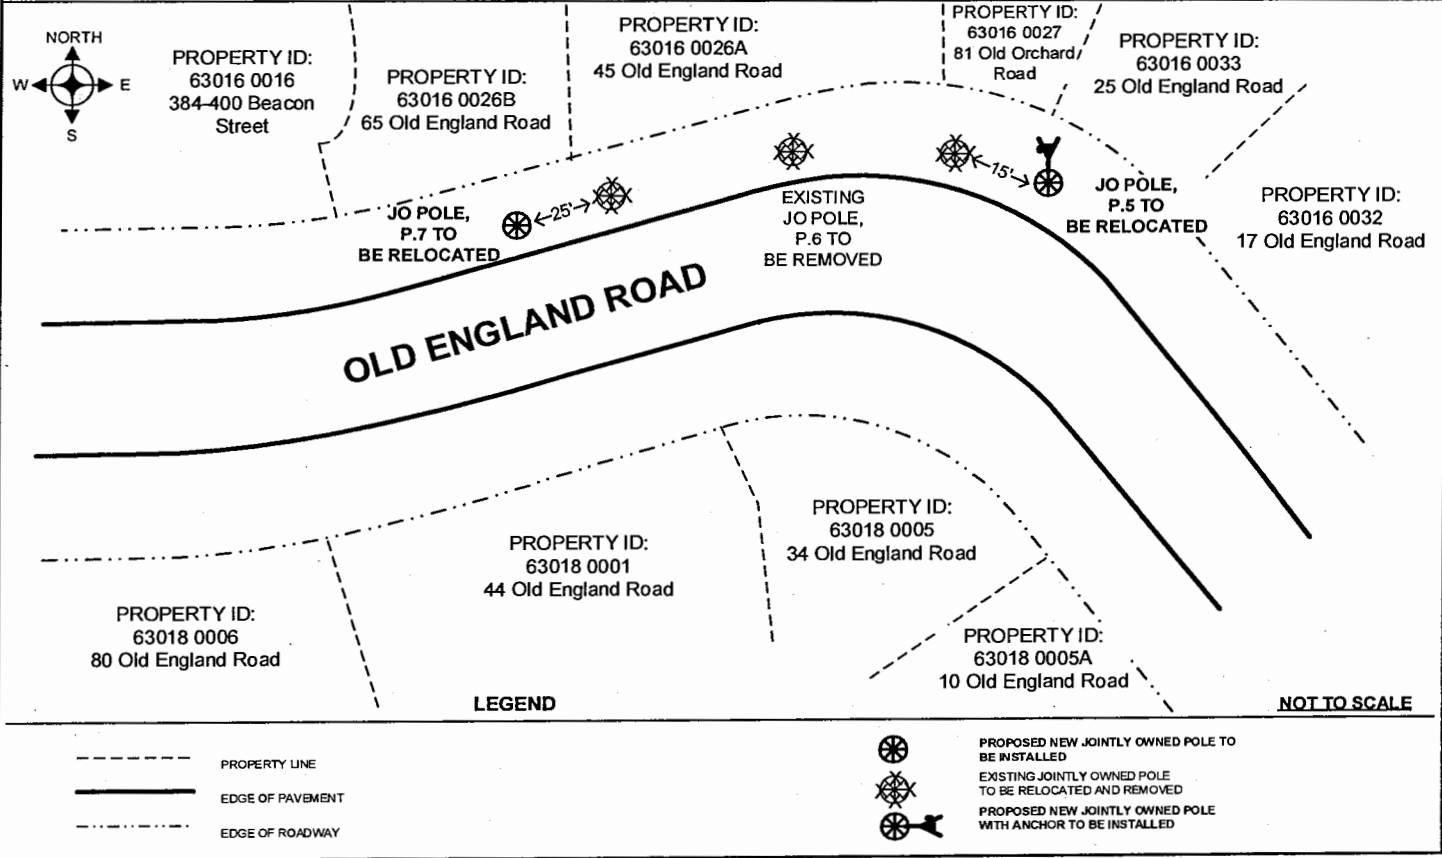 NORTH
W
E
S
PROPERTY ID:
63016 0016
384-400 Beacon
Street
PROPERTY ID:
63016 0026B
65 Old England Road
PROPERTY ID:
63016 0026A
45 Old England Road
PROPERTY ID:
63016 0027
81 Old Orchard
Road
PROPERTY ID:
63016 0033
25 Old England Road
PROPERTY ID:
63016 0032
17 Old England Road
JO POLE,
P.7 TO
BE RELOCATED
25'
EXISTING
JO POLE,
P.6 TO
BE REMOVED
15'
JO POLE,
P.5 TO
BE RELOCATED
OLD ENGLAND ROAD
PROPERTY ID:
63018 0006
80 Old England Road
PROPERTY ID:
63018 0001
44 Old England Road
PROPERTY ID:
63018 0005
34 Old England Road
PROPERTY ID:
63018 0005A
10 Old England Road
LEGEND
NOT TO SCALE
PROPERTY LINE
EDGE OF PAVEMENT
EDGE OF ROADWAY
PROPOSED NEW JOINTLY OWNED POLE TO
BE INSTALLED
EXISTING JOINTLY OWNED POLE
TO BE RELOCATED AND REMOVED
PROPOSED NEW JOINTLY OWNED POLE
WITH ANCHOR TO BE INSTALLED